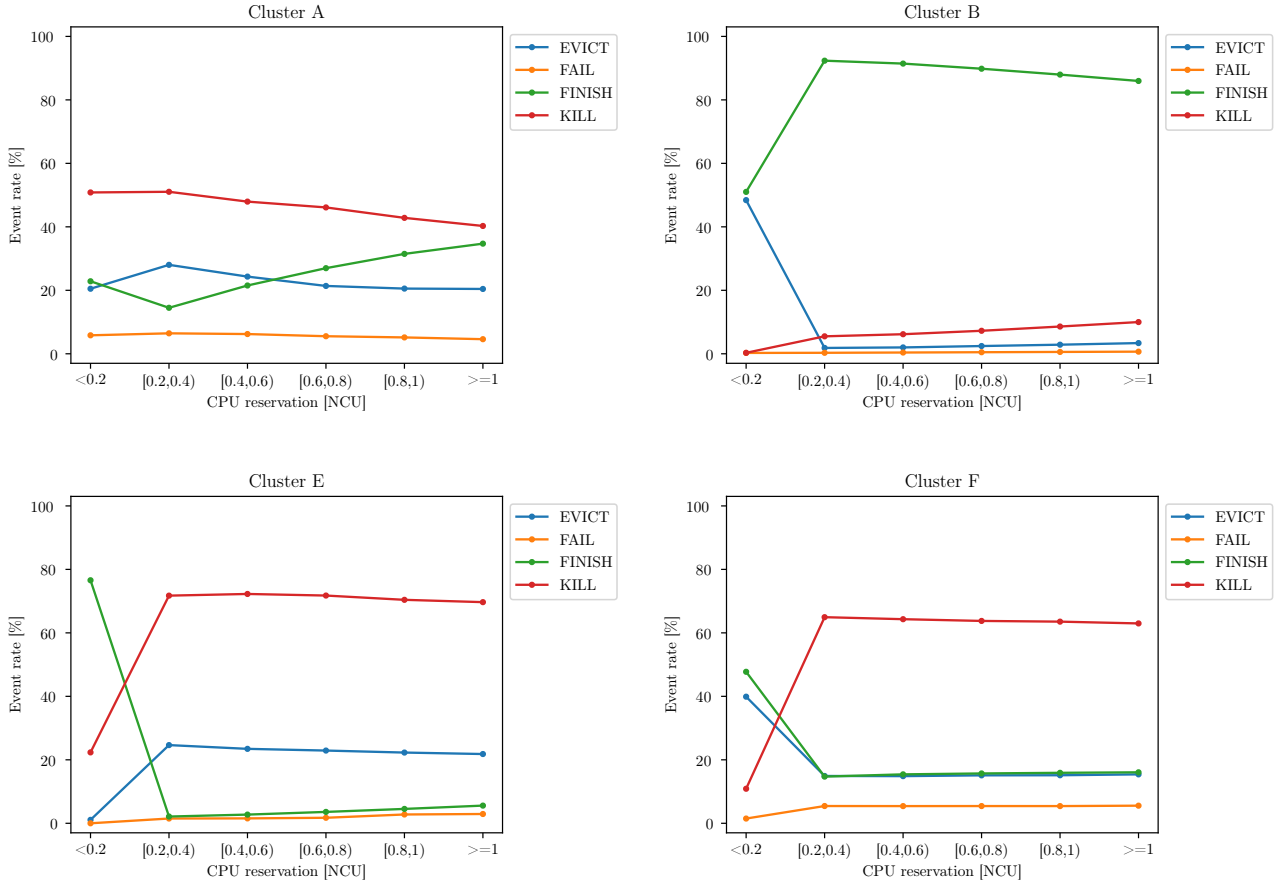 Cluster A
100
80
60
40
20
0
Event rate [%]
<0.2 [0.2,0.4) [0.4,0.6) [0.6,0.8) [0.8,1) >=1
CPU reservation [NCU]
EVICT
FAIL
FINISH
KILL
Cluster B
100
80
60
40
20
0
Event rate [%]
<0.2 [0.2,0.4) [0.4,0.6) [0.6,0.8) [0.8,1) >=1
CPU reservation [NCU]
EVICT
FAIL
FINISH
KILL
Cluster E
100
80
60
40
20
0
Event rate [%]
<0.2 [0.2,0.4) [0.4,0.6) [0.6,0.8) [0.8,1) >=1
CPU reservation [NCU]
EVICT
FAIL
FINISH
KILL
Cluster F
100
80
60
40
20
0
Event rate [%]
<0.2 [0.2,0.4) [0.4,0.6) [0.6,0.8) [0.8,1) >=1
CPU reservation [NCU]
EVICT
FAIL
FINISH
KILL